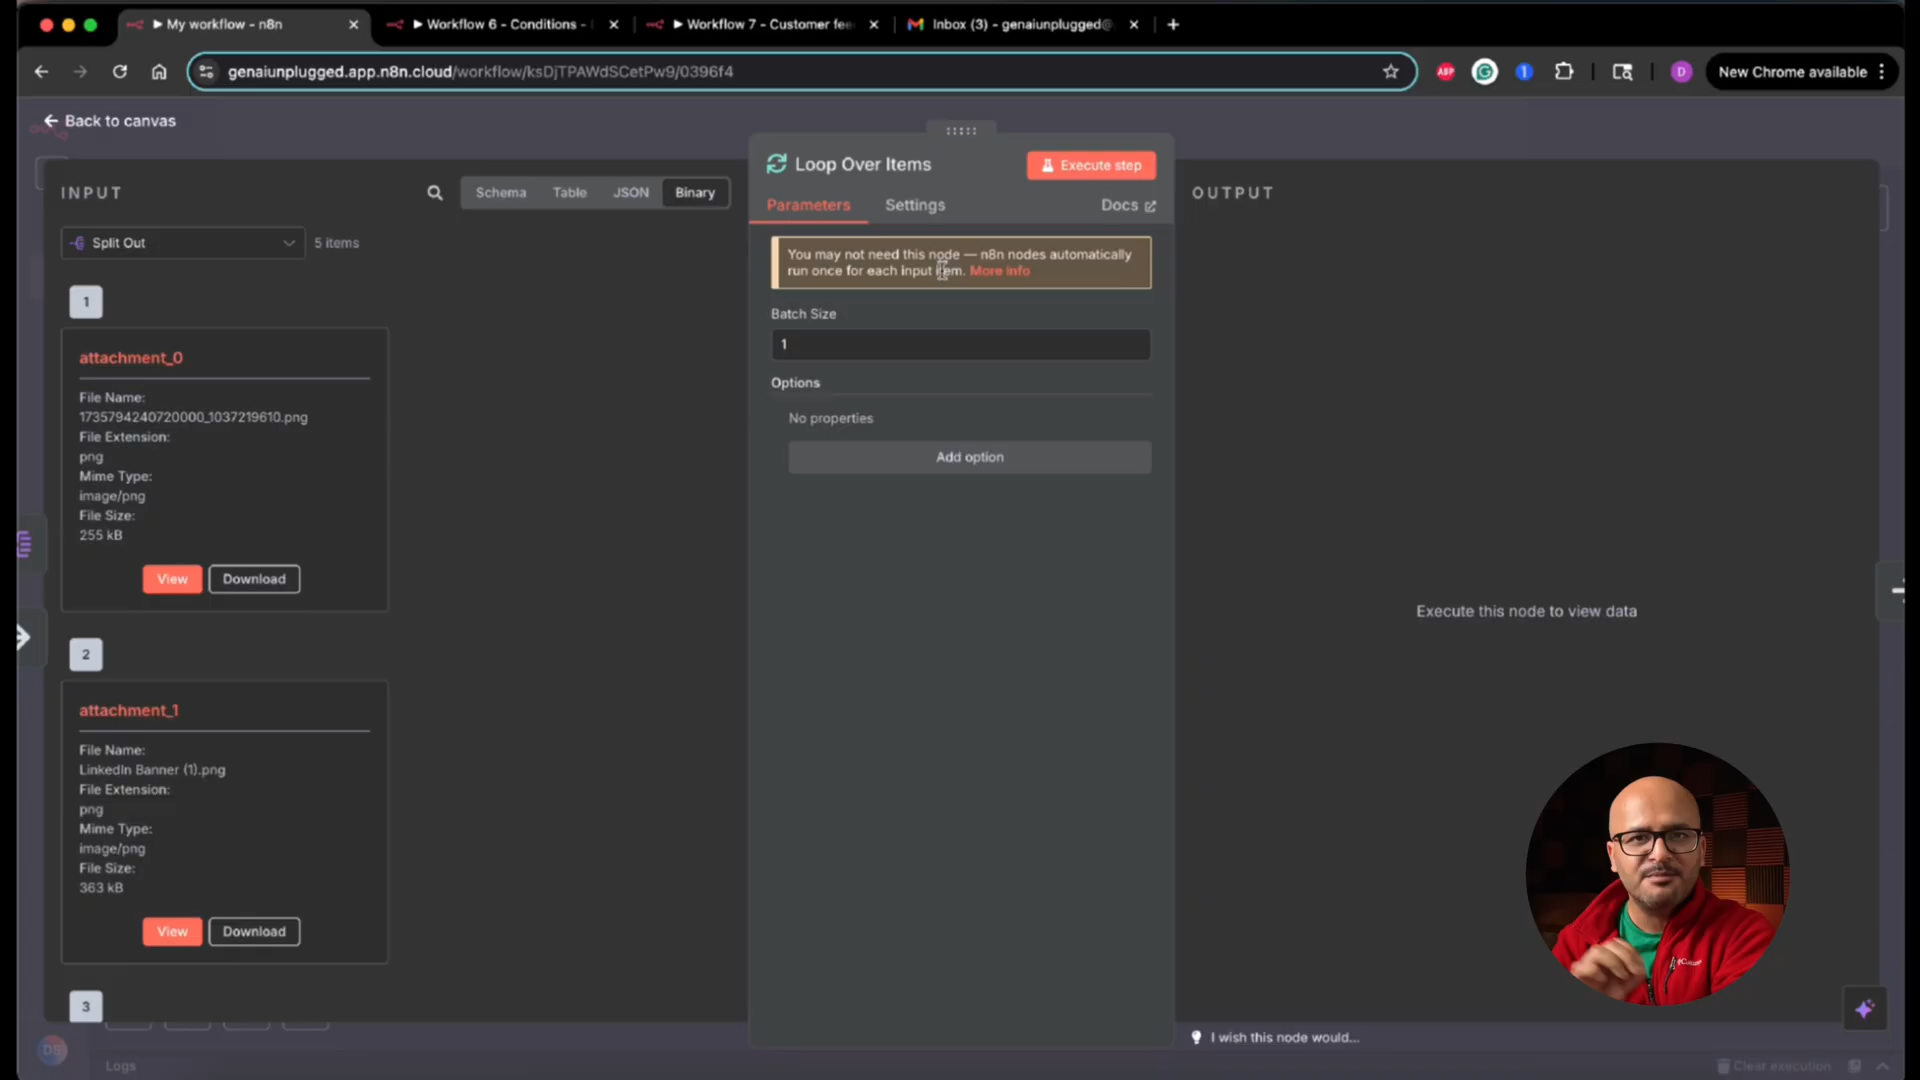 My workflow - n8n
Workflow 6 - Conditions -
Workflow 7 - Customer fee
Inbox (3) - genaiunplugged@
genaiunplugged.app.n8n.cloud/workflow/ksDjTPAWdSCetPw9/0396f4
ABP
1
D
New Chrome available
Back to canvas
INPUT
Schema
Table
JSON
Binary
Split Out
5 items
1
attachment_0
File Name:
1735794240720000_1037219610.png
File Extension:
png
Mime Type:
image/png
File Size:
255 kB
View
Download
2
attachment_1
File Name:
LinkedIn Banner (1).png
File Extension:
png
Mime Type:
image/png
File Size:
363 kB
View
Download
3
Loop Over Items
Execute step
Parameters
Settings
Docs
You may not need this node — n8n nodes automatically
run once for each input item. More info
Batch Size
1
Options
No properties
Add option
OUTPUT
Execute this node to view data
I wish this node would...
DS
Logs
Clear execution